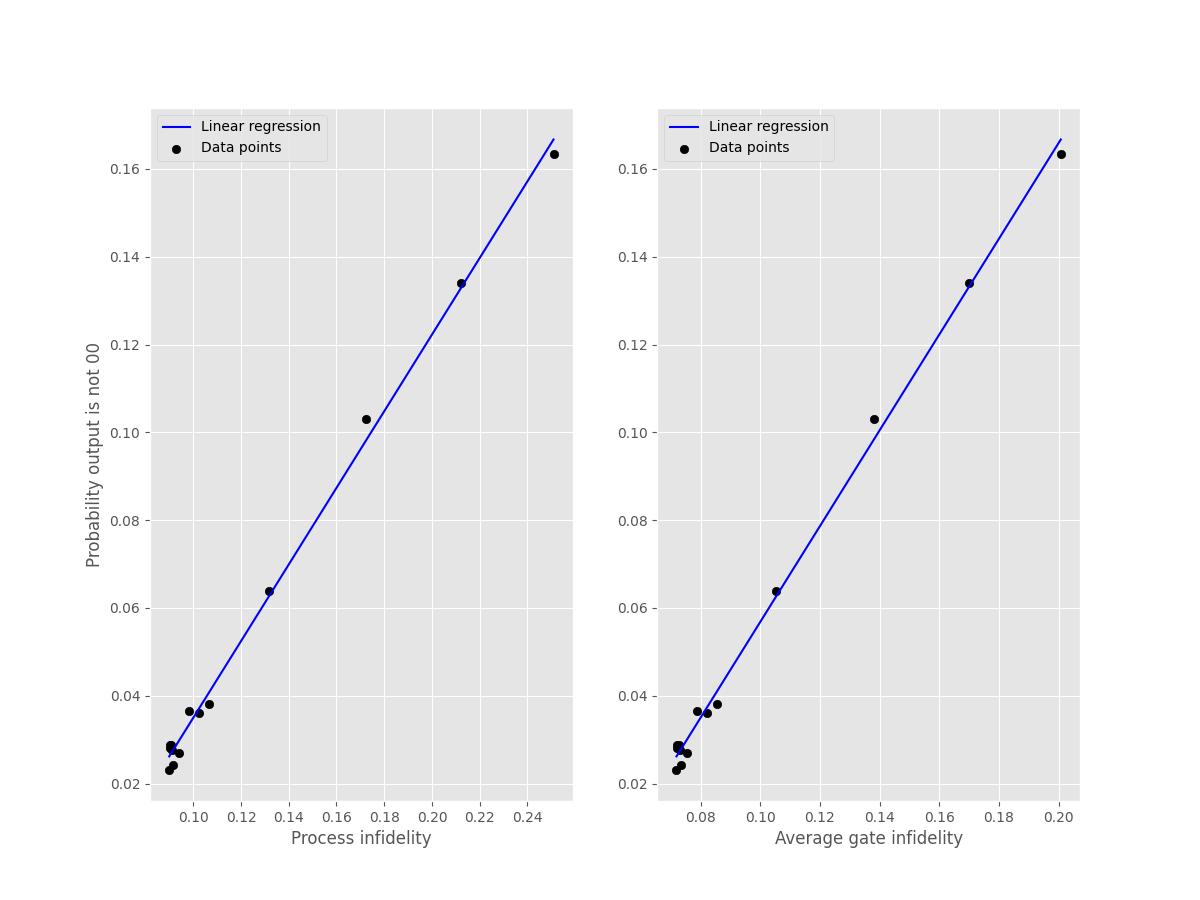 Linear regression
Data points
0.16
0.14
0.12
0.10
0.08
0.06
0.04
0.02
Probability output is not 00
0.10 0.12 0.14 0.16 0.18 0.20 0.22 0.24
Process infidelity
Linear regression
Data points
0.16
0.14
0.12
0.10
0.08
0.06
0.04
0.02
0.08 0.10 0.12 0.14 0.16 0.18 0.20
Average gate infidelity